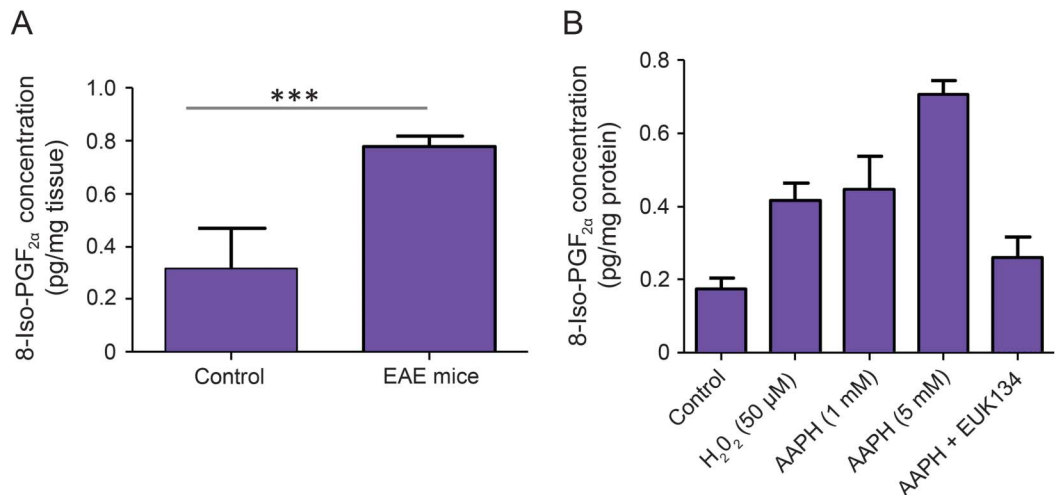 A
8-Iso-PGF2α concentration
(pg/mg tissue)
1.0
0.8
0.6
0.4
0.2
0
***
Control
EAE mice
B
8-Iso-PGF2α concentration
(pg/mg protein)
0.8
0.6
0.4
0.2
0
Control
H202 (50 µM)
AAPH (1 mM)
AAPH (5 mM)
AAPH + EUK134